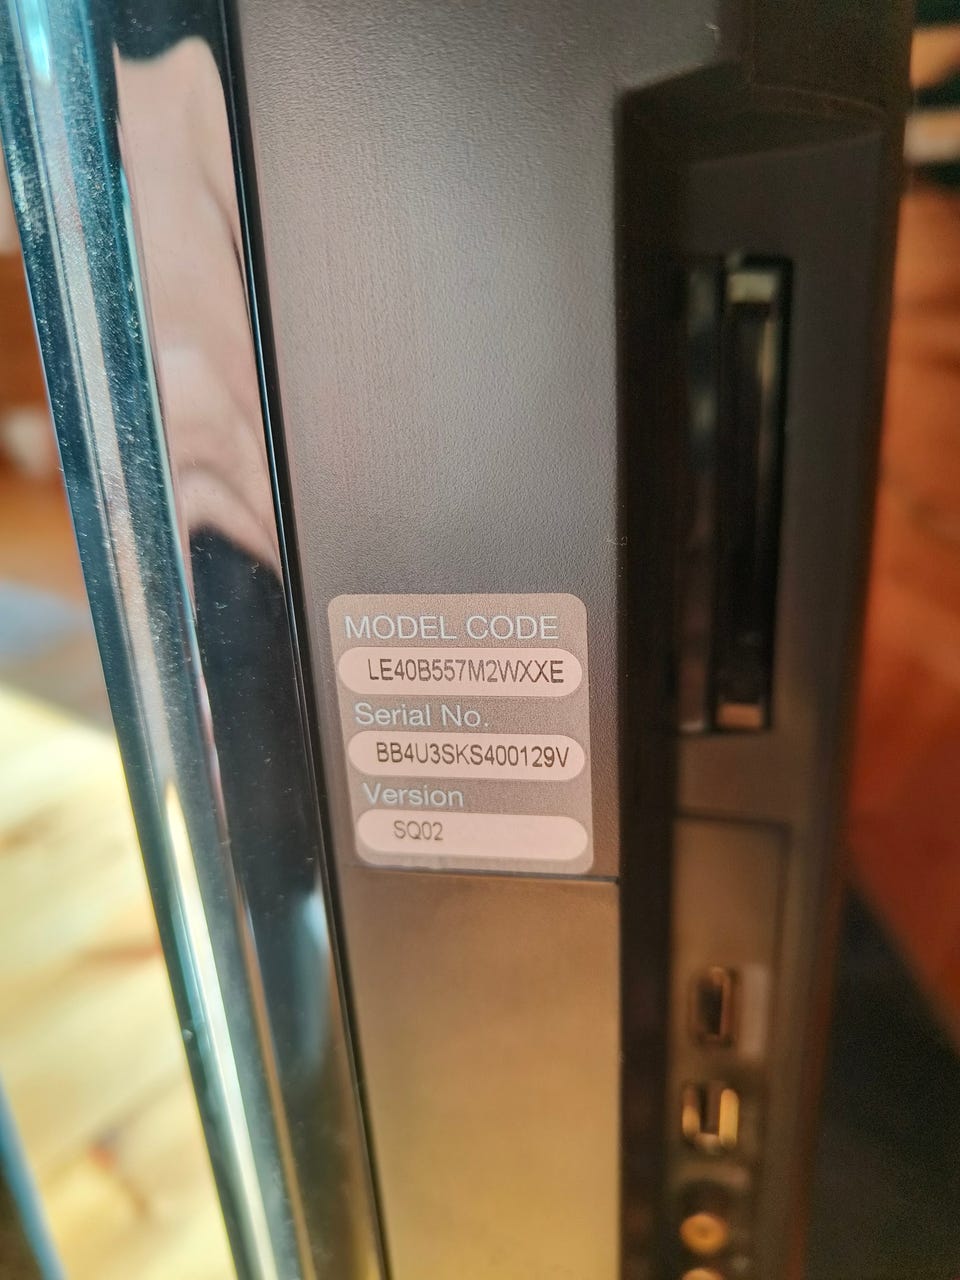 MODEL CODE
LE40B557M2WXXE
Serial No.
BB4U3SKS400129V
Version
SQ02